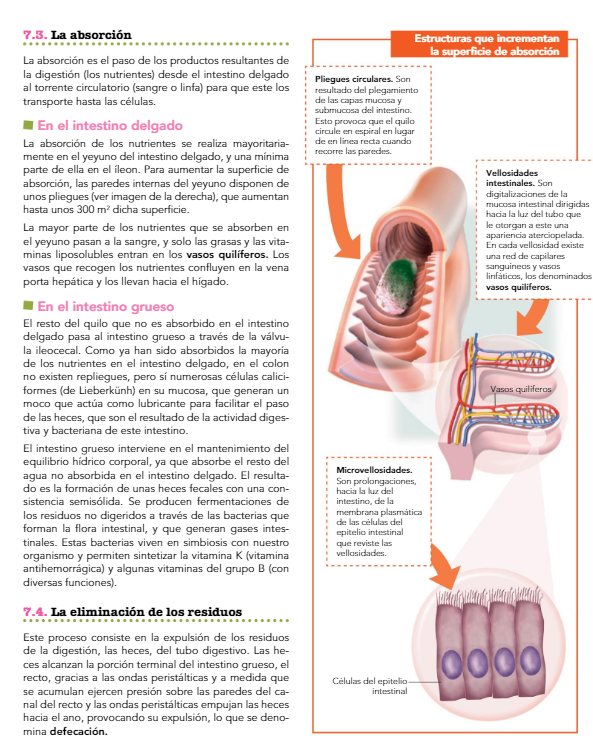 7.3. La absorción
La absorción es el paso de los productos resultantes de
la digestión (los nutrientes) desde el intestino delgado
al torrente circulatorio (sangre o linfa) para que este los
transporte hasta las células.
En el intestino delgado
La absorción de los nutrientes se realiza mayoritaria-
mente en el yeyuno del intestino delgado, y una mínima
parte de ella en el íleon. Para aumentar la superficie de
absorción, las paredes internas del yeyuno disponen de
unos pliegues (ver imagen de la derecha), que aumentan
hasta unos 300 m² dicha superficie.
La mayor parte de los nutrientes que se absorben en
el yeyuno pasan a la sangre, y solo las grasas y las vita-
minas liposolubles entran en los vasos quilíferos. Los
vasos que recogen los nutrientes confluyen en la vena
porta hepática y los llevan hacia el hígado.
En el intestino grueso
El resto del quilo que no es absorbido en el intestino
delgado pasa al intestino grueso a través de la válvu-
la ileocecal. Como ya han sido absorbidos la mayoría
de los nutrientes en el intestino delgado, en el colon
no existen repliegues, pero sí numerosas células calici-
formes (de Lieberkünh) en su mucosa, que generan un
moco que actúa como lubricante para facilitar el paso
de las heces, que son el resultado de la actividad diges-
tiva y bacteriana de este intestino.
El intestino grueso interviene en el mantenimiento del
equilibrio hídrico corporal, ya que absorbe el resto del
agua no absorbida en el intestino delgado. El resulta-
do es la formación de unas heces fecales con una con-
sistencia semisólida. Se producen fermentaciones de
los residuos no digeridos a través de las bacterias que
forman la flora intestinal, y que generan gases intes-
tinales. Estas bacterias viven en simbiosis con nuestro
organismo y permiten sintetizar la vitamina K (vitamina
antihemorrágica) y algunas vitaminas del grupo B (con
diversas funciones).
7.4. La eliminación de los residuos
Este proceso consiste en la expulsión de los residuos
de la digestión, las heces, del tubo digestivo. Las he-
ces alcanzan la porción terminal del intestino grueso, el
recto, gracias a las ondas peristálticas y a medida que
se acumulan ejercen presión sobre las paredes del ca-
nal del recto y las ondas peristálticas empujan las heces
hacia el ano, provocando su expulsión, lo que se deno-
mina defecación.
Estructuras que incrementan
la superficie de absorción
Pliegues circulares. Son
resultado del plegamiento
de las capas mucosa y
submucosa del intestino.
Esto provoca que el quilo
circule en espiral en lugar
de en línea recta cuando
recorre las paredes.
Vellosidades
intestinales. Son
digitalizaciones de la
mucosa intestinal dirigidas
hacia la luz del tubo que
le otorgan a este una
apariencia aterciopelada.
En cada vellosidad existe
una red de capilares
sanguíneos y vasos
linfáticos, los denominados
vasos quilíferos.
Vasos quilíferos
Microvellosidades.
Son prolongaciones,
hacia la luz del
intestino, de la
membrana plasmática
de las células del
epitelio intestinal
que reviste las
vellosidades.
Células del epitelio
intestinal